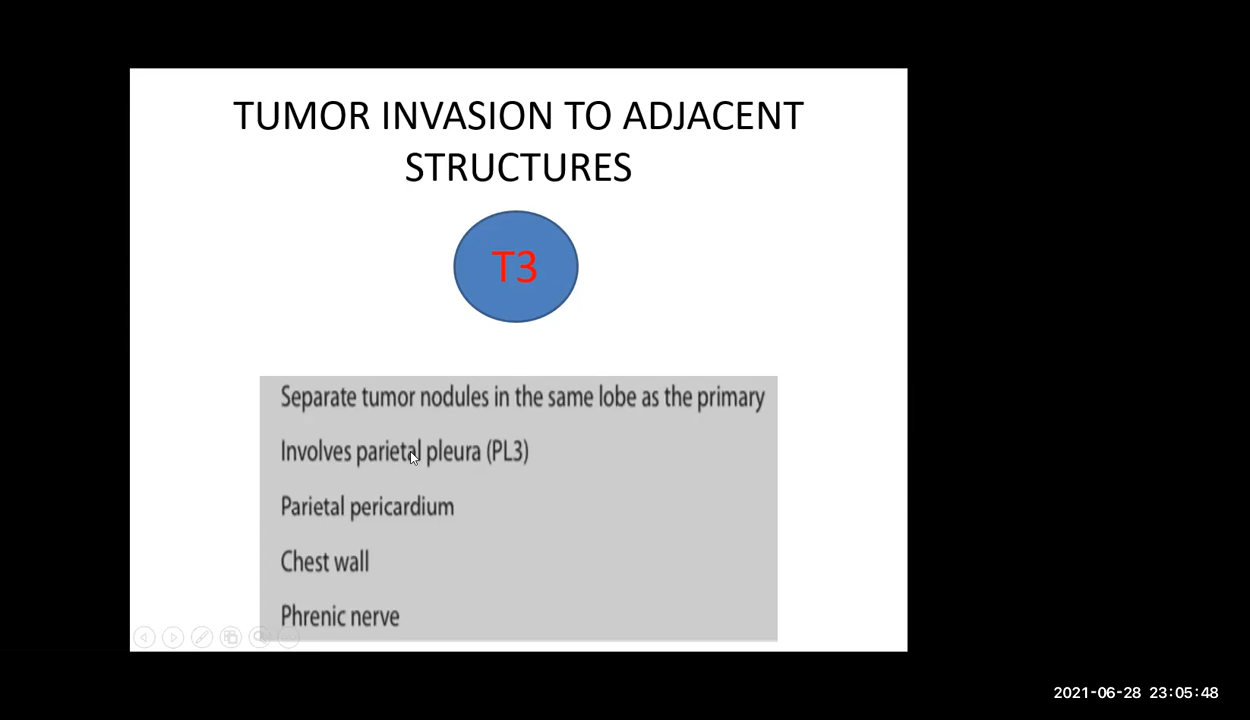 TUMOR INVASION TO ADJACENT
STRUCTURES
T3
Separate tumor nodules in the same lobe as the primary
Involves parietal pleura (PL3)
Parietal pericardium
Chest wall
Phrenic nerve
2021-06-28 23:05:48